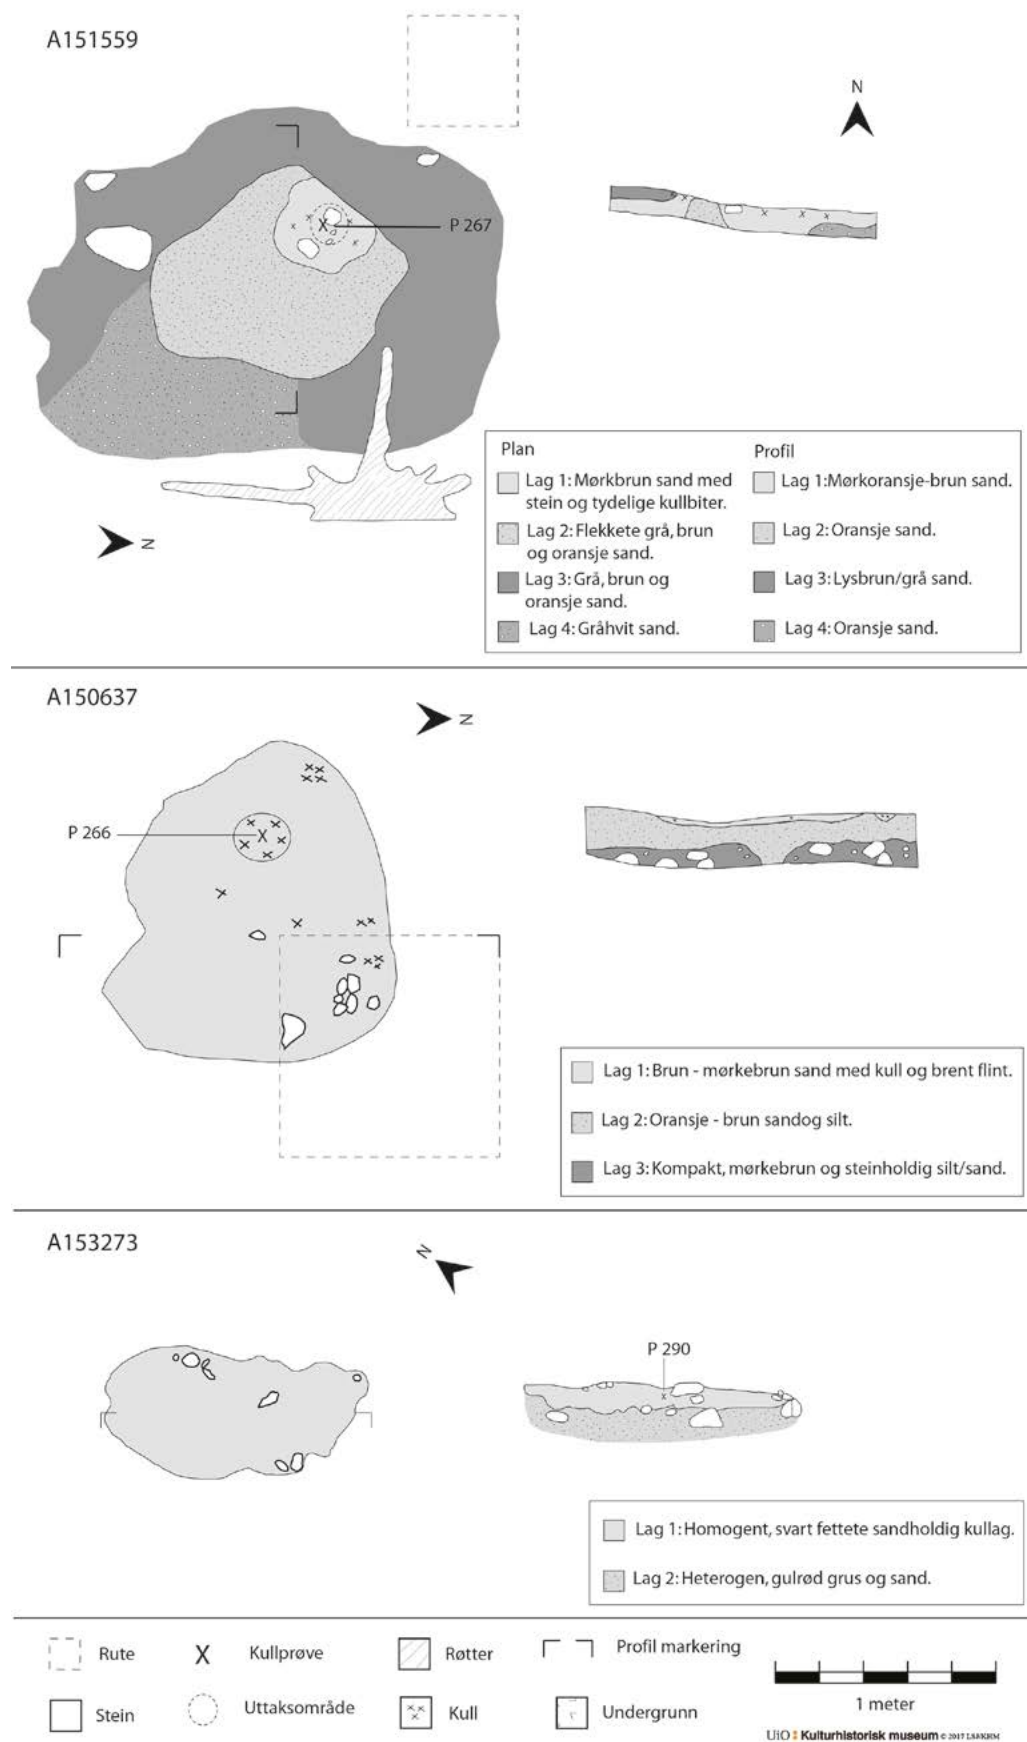 A151559
N
P 267
N
Plan
Profil
Lag 1: Mørkbrun sand med
stein og tydelige kullbiter.
Lag 1: Mørkoransje-brun sand.
Lag 2: Flekkete grå, brun
og oransje sand.
Lag 2: Oransje sand.
Lag 3: Grå, brun og
oransje sand.
Lag 3: Lysbrun/grå sand.
Lag 4: Gråhvit sand.
Lag 4: Oransje sand.
A150637
N
P 266
Lag 1: Brun - mørkebrun sand med kull og brent flint.
Lag 2: Oransje - brun sandog silt.
Lag 3: Kompakt, mørkebrun og steinholdig silt/sand.
A153273
N
P 290
Lag 1: Homogent, svart fettete sandholdig kullag.
Lag 2: Heterogen, gulrød grus og sand.
Rute
Kullprøve
Røtter
Profil markering
Stein
Uttaksområde
Kull
Undergrunn
1 meter
UiO Kulturhistorisk museum © 2017 LSS/KHM